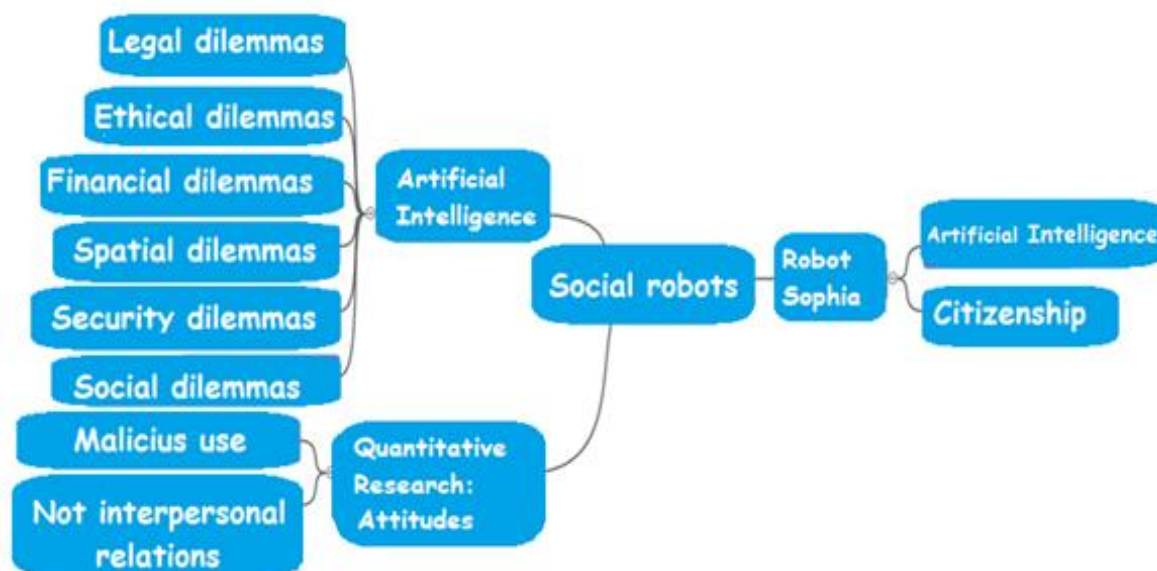 Legal dilemmas
Ethical dilemmas
Financial dilemmas
Spatial dilemmas
Security dilemmas
Social dilemmas
Malicius use
Not interpersonal
relations
Artificial
Intelligence
Quantitative
Research:
Attitudes
Social robots
Robot
Sophia
Artificial Intelligence
Citizenship